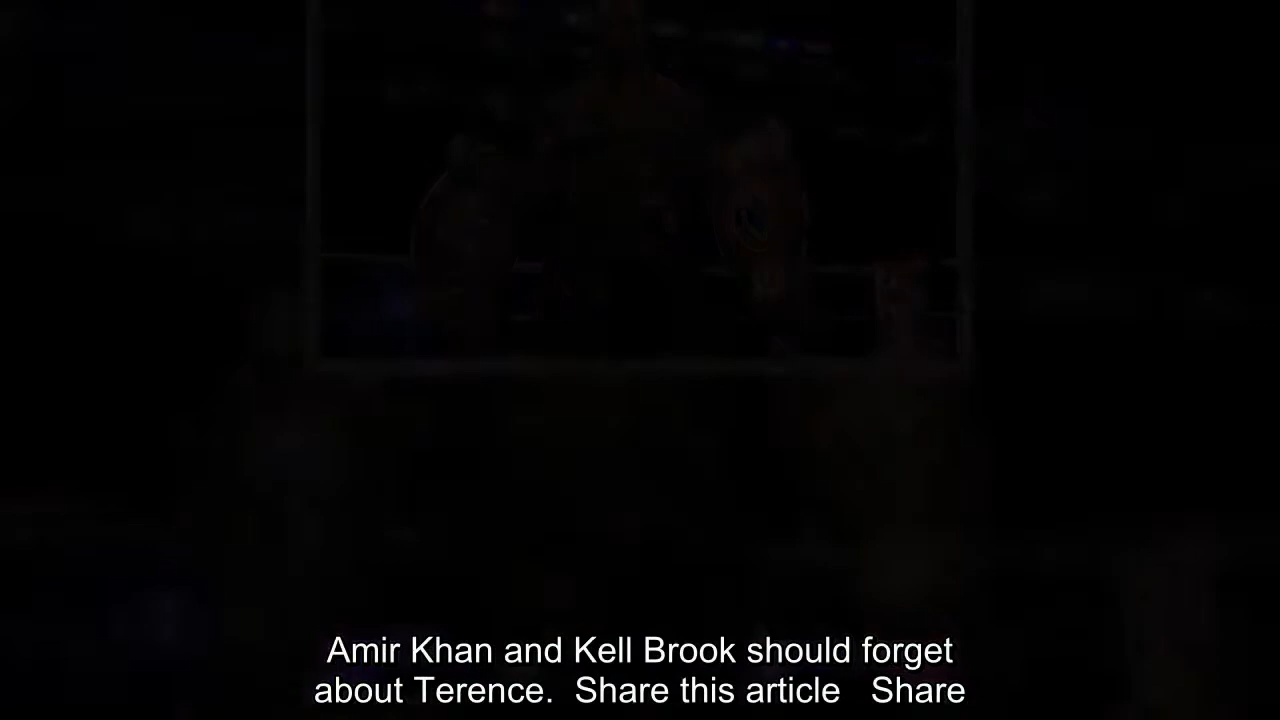 Amir Khan and Kell Brook should forget
about Terence.  Share this article   Share